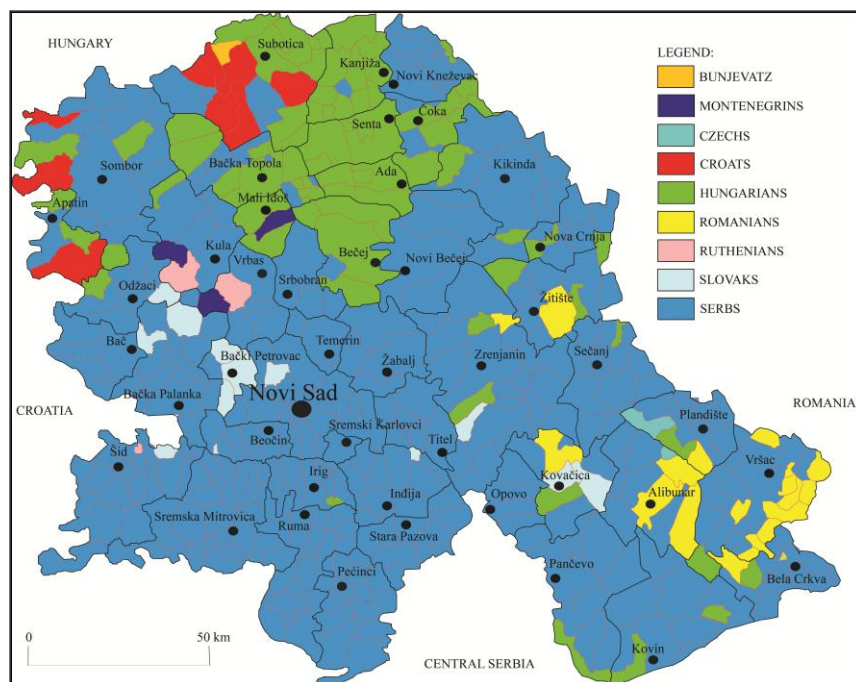 HUNGARY
Subotica
Kanjiža
Novi Kneževac
Senta
Čoka
Sombor
Bačka Topola
Ada
Kikinda
Apatin
Mali Iđoš
Kula
Vrbas
Bečej
Novi Bečej
Nova Crnja
Odžaci
Srbobran
Žitište
Bač
Bački Petrovac
Temerin
Žabalj
Zrenjanin
Sečanj
CROATIA
Bačka Palanka
Novi Sad
ROMANIA
Plandište
Beočin
Sremski Karlovci
Titel
Vršac
Šid
Kovačica
Alibunar
Irig
Inđija
Opovo
Sremska Mitrovica
Ruma
Stara Pazova
Pećinci
Pančevo
Bela Crkva
Kovin
0
50 km
CENTRAL SERBIA
LEGEND:
BUNJEVATZ
MONTENEGRINS
CZECHS
CROATS
HUNGARIANS
ROMANIANS
RUTHENIANS
SLOVAKS
SERBS